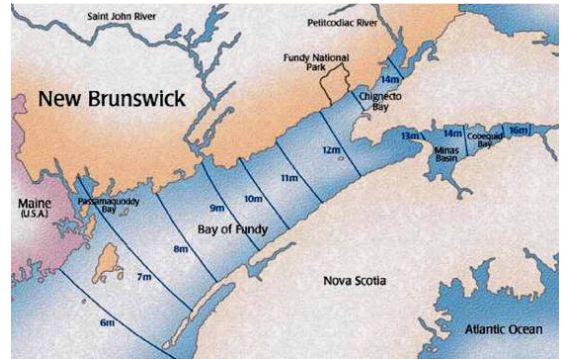 Saint John River
Petitcodiac River
Fundy National
Park
14m
Chignecto
Bay
New Brunswick
12m
13m
14m
Cobequid
Bay
16m
Minas
Basin
11m
Maine
(U.S.A.)
Passamaquoddy
Bay
9m
10m
8m
Bay of Fundy
7m
Nova Scotia
6m
Atlantic Ocean